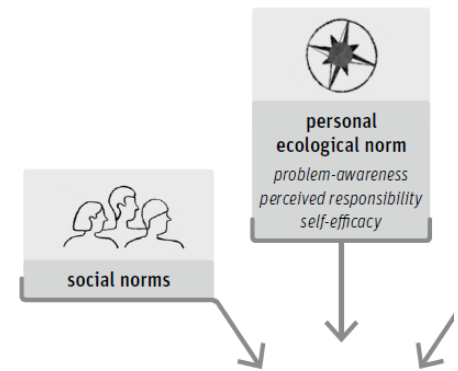 personal
ecological norm
problem-awareness
perceived responsibility
self-efficacy
social norms